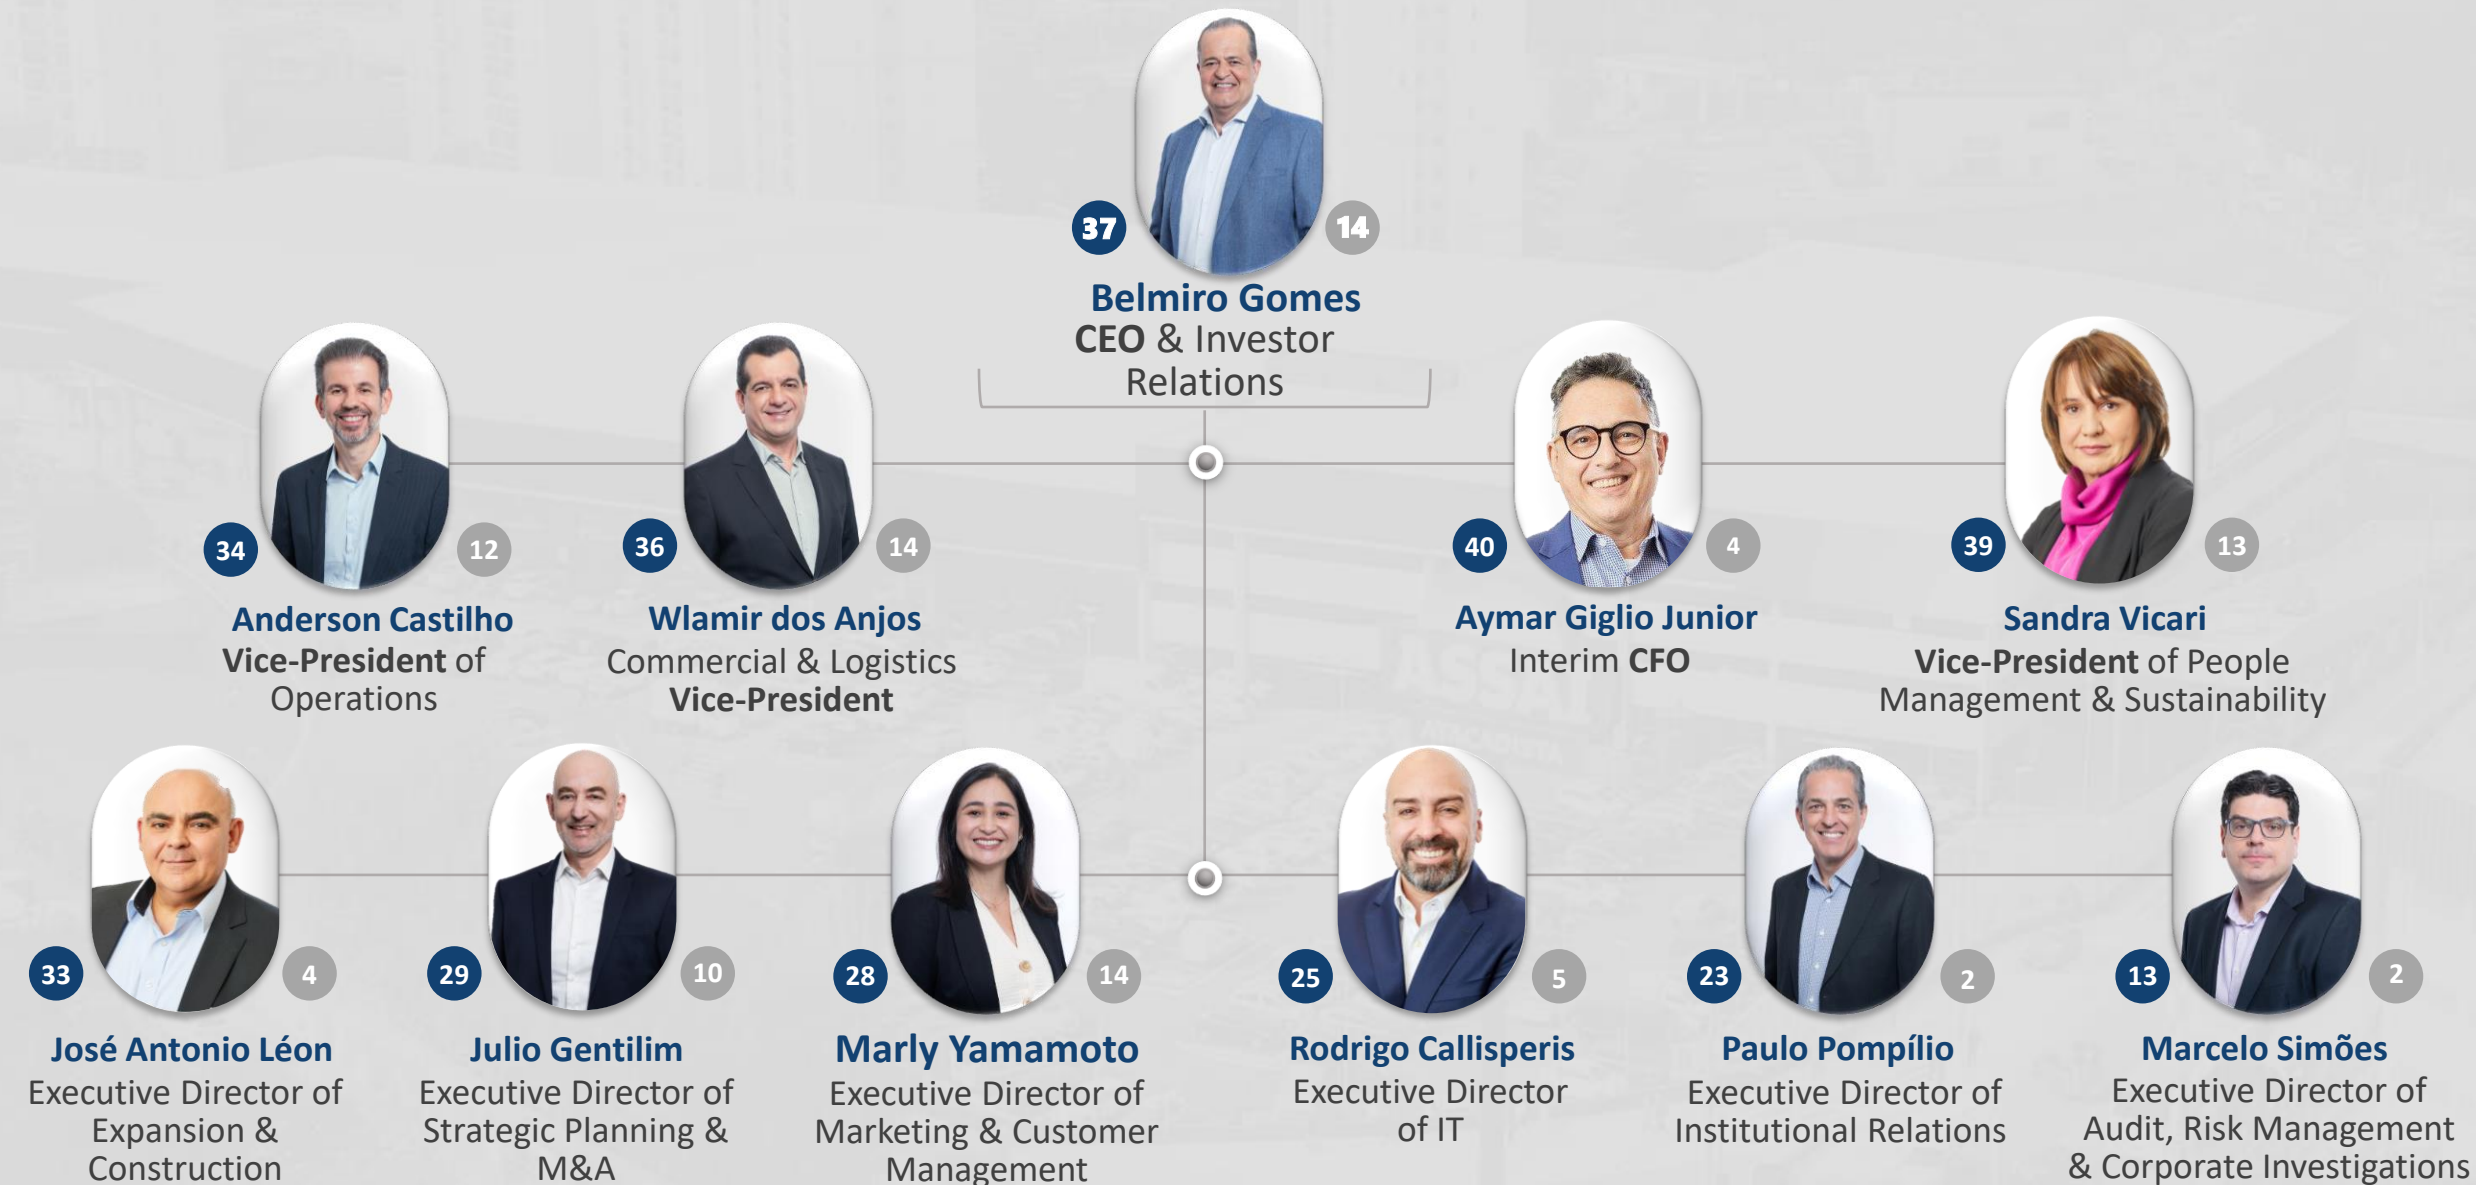 37
14
Belmiro Gomes
CEO & Investor
Relations
34
12
Anderson Castilho
Vice-President of
Operations
36
14
Wlamir dos Anjos
Commercial & Logistics
Vice-President
40
4
Aymar Giglio Junior
Interim CFO
39
13
Sandra Vicari
Vice-President of People
Management & Sustainability
ASSAÍ
ATACADISTA
33
4
José Antonio Léon
Executive Director of
Expansion &
Construction
29
10
Julio Gentilim
Executive Director of
Strategic Planning &
M&A
28
14
Marly Yamamoto
Executive Director of
Marketing & Customer
Management
25
5
Rodrigo Callisperis
Executive Director
of IT
23
2
Paulo Pompílio
Executive Director of
Institutional Relations
13
2
Marcelo Simões
Executive Director of
Audit, Risk Management
& Corporate Investigations